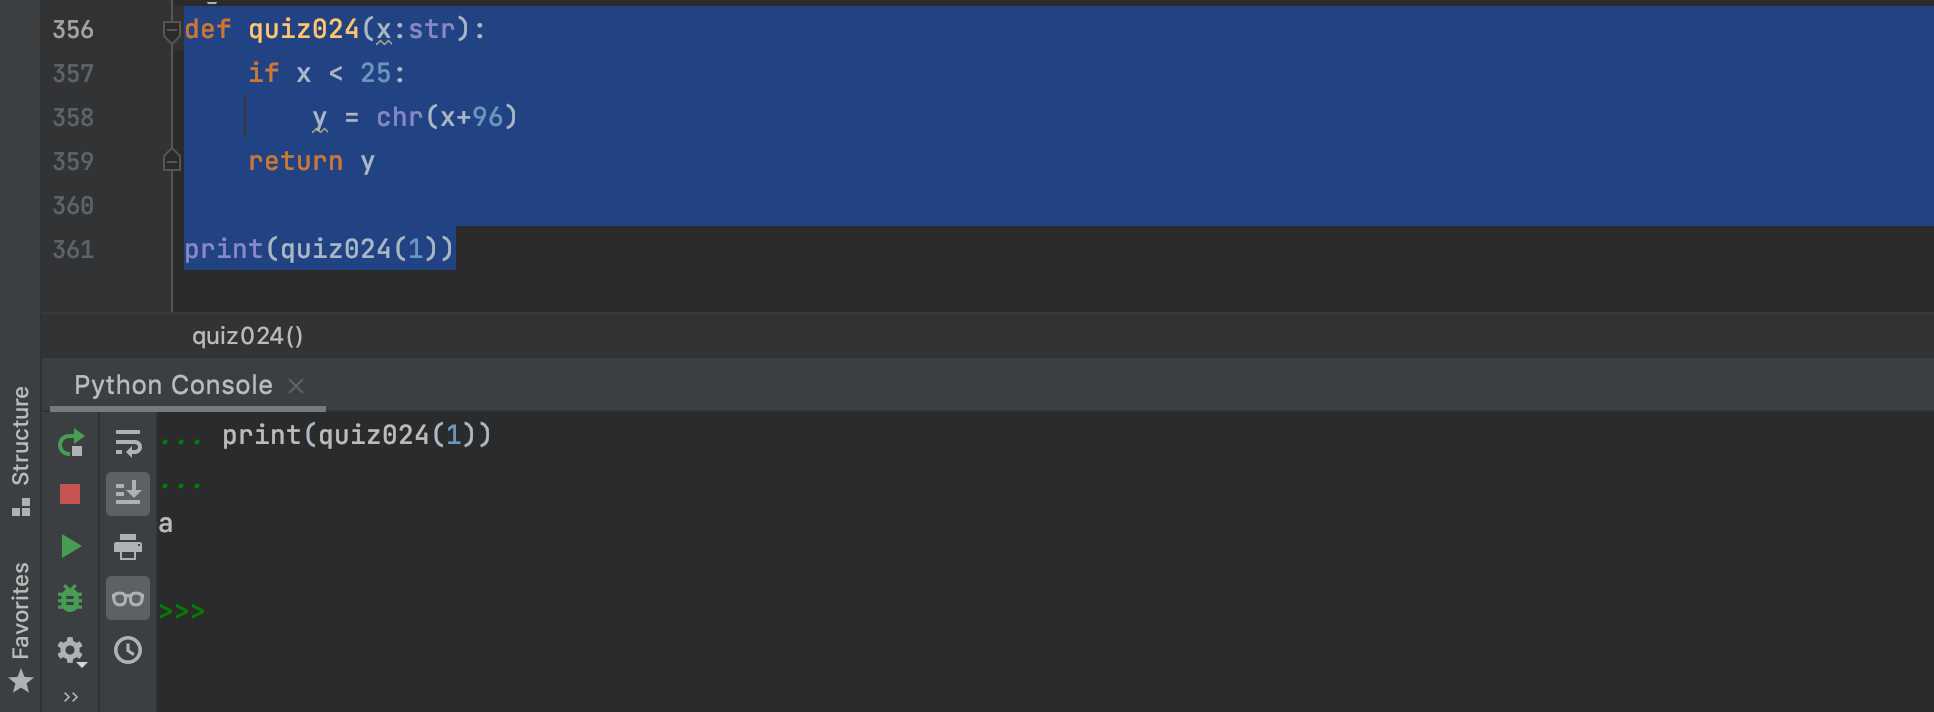 356 def quiz024(x:str):
357     if x < 25:
358         y = chr(x+96)
359     return y
360
361 print(quiz024(1))
quiz024()
Python Console ×
... print(quiz024(1))
...
a
>>>
Structure
Favorites